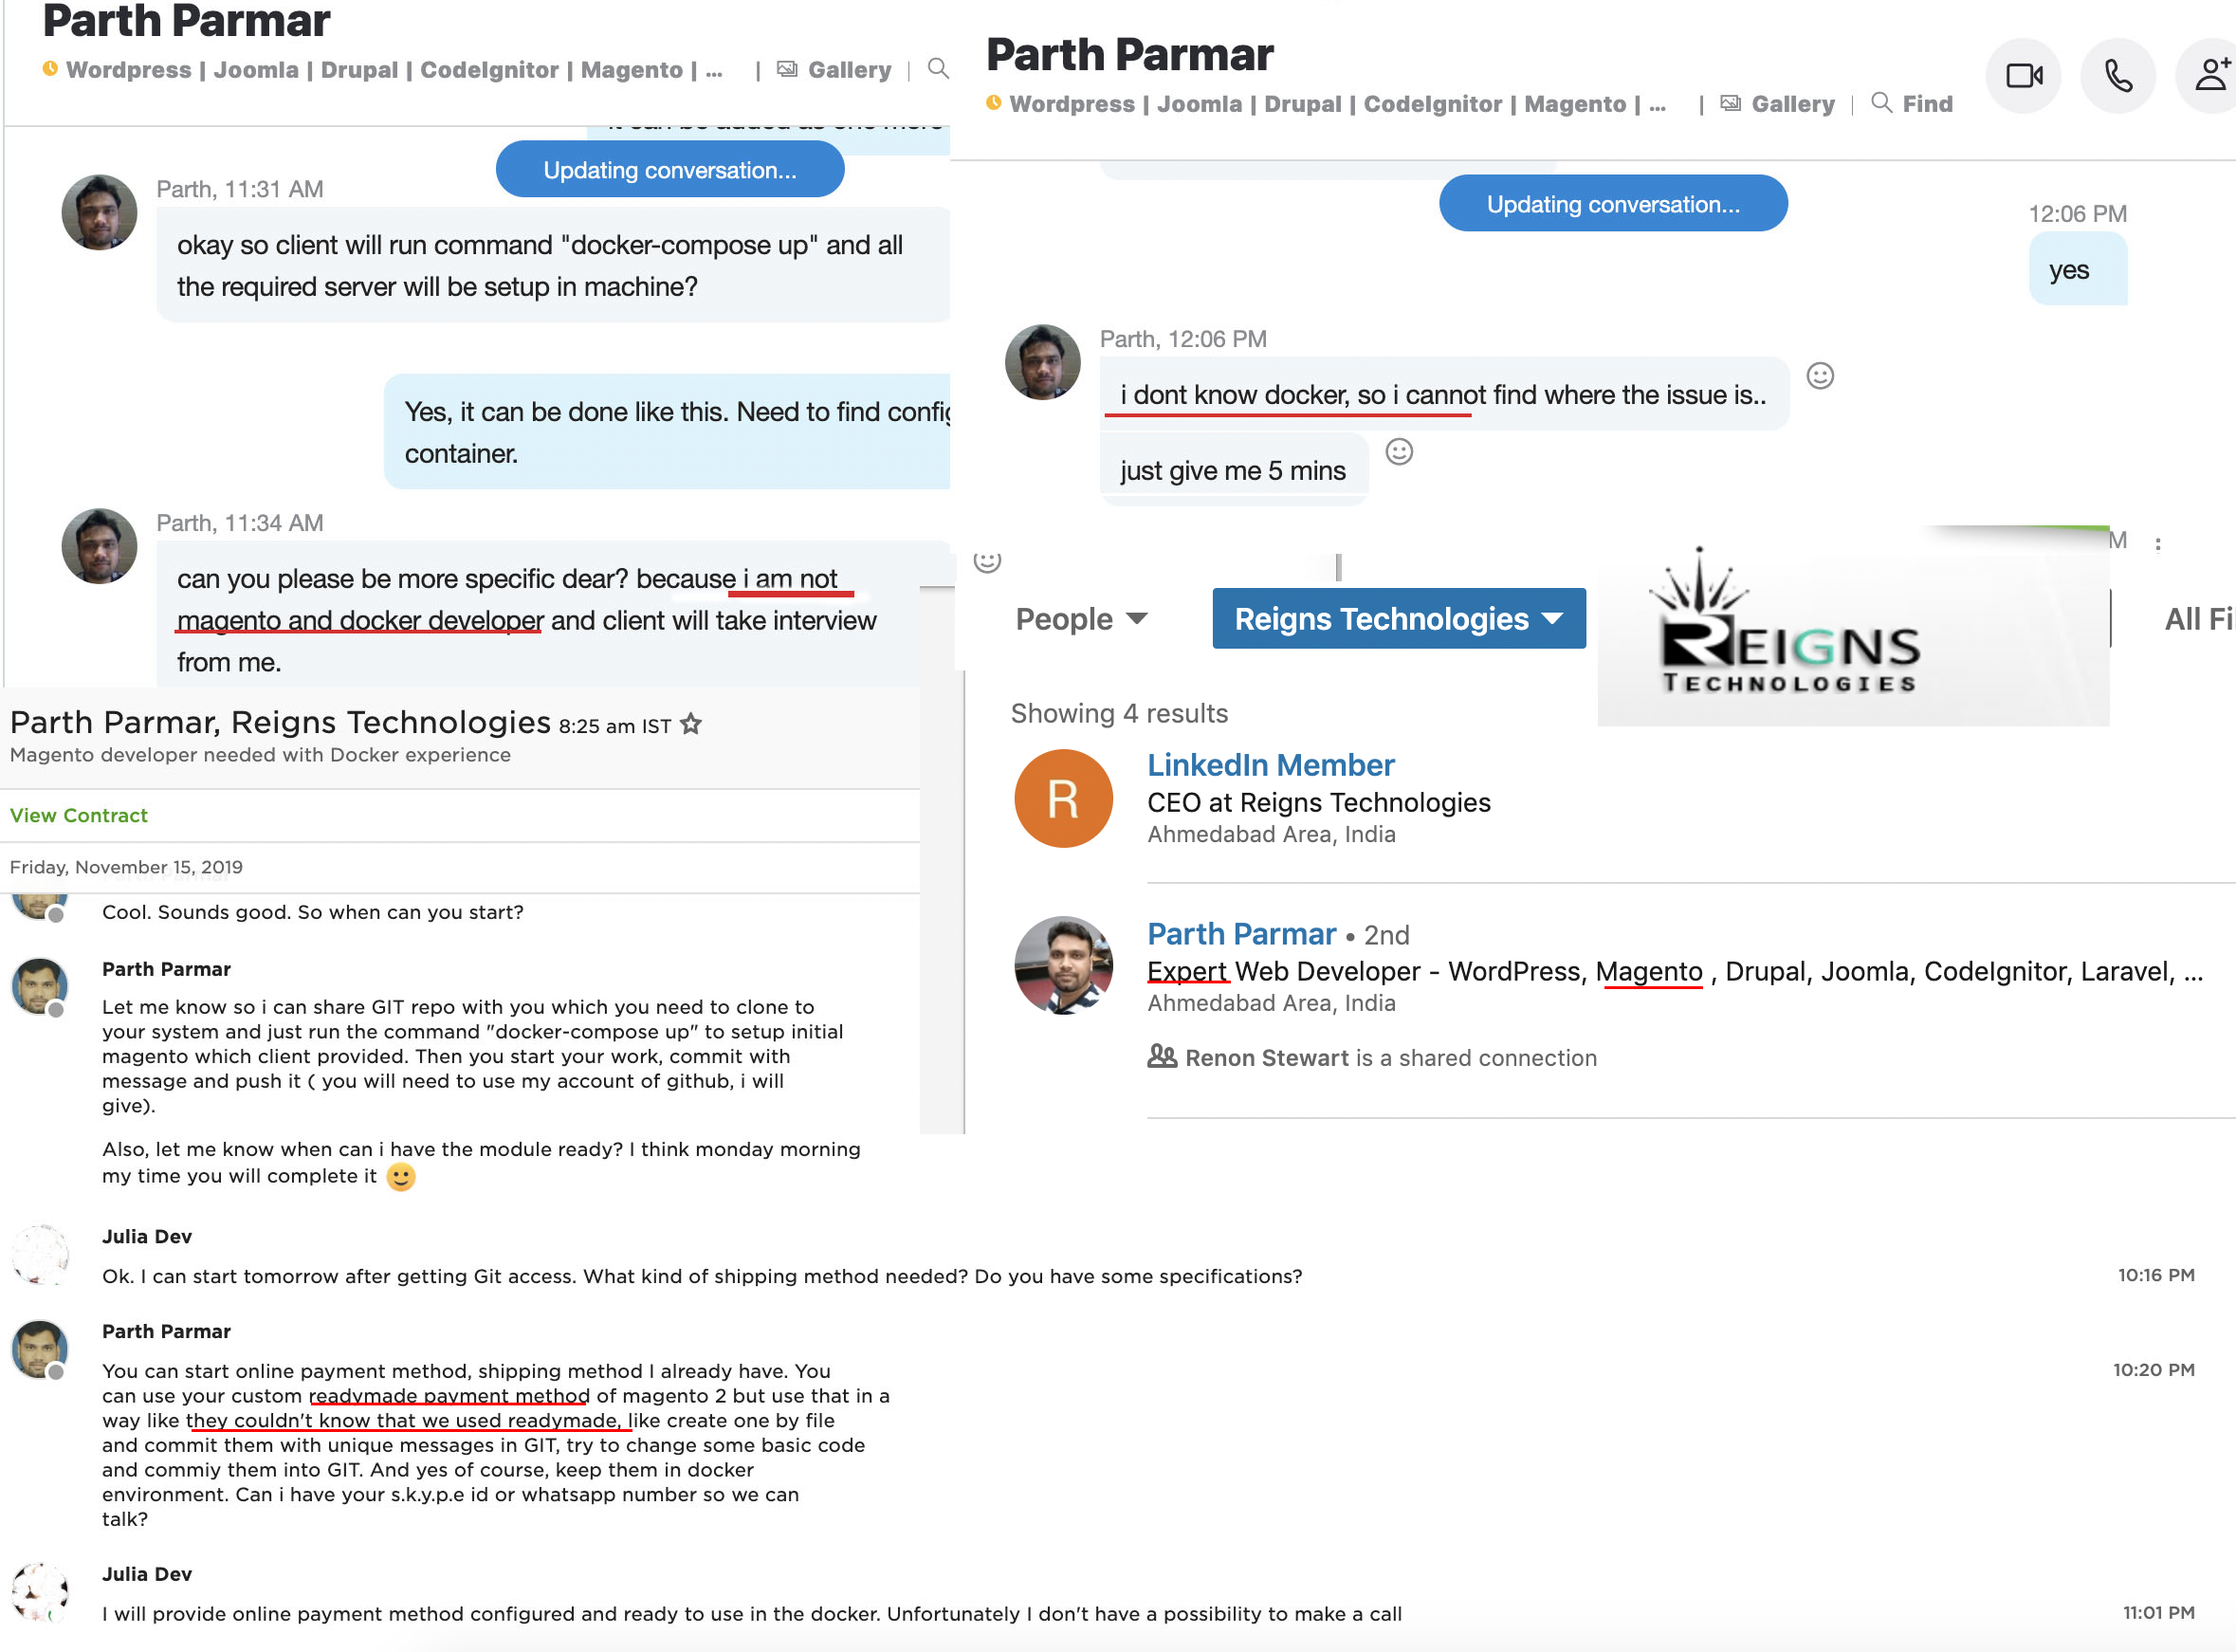 Parth Parmar
Wordpress | Joomla | Drupal | CodeIgnitor | Magento | ... | Gallery |
it can be added as one more
Updating conversation...
Parth, 11:31 AM
okay so client will run command "docker-compose up" and all
the required server will be setup in machine?
Yes, it can be done like this. Need to find
container.
Parth, 11:34 AM
can you please be more specific dear? because i am not
magento and docker developer and client will take interview
from me.
Parth Parmar
Wordpress | Joomla | Drupal | CodeIgnitor | Magento | ... | Gallery | Find
Updating conversation...
12:06 PM
yes
Parth, 12:06 PM
i dont know docker, so i cannot find where the issue is..
just give me 5 mins
M
People
Reigns Technologies
REIGNS
TECHNOLOGIES
All
Showing 4 results
LinkedIn Member
CEO at Reigns Technologies
Ahmedabad Area, India
Parth Parmar • 2nd
Expert Web Developer - WordPress, Magento , Drupal, Joomla, CodeIgnitor, Laravel, ...
Ahmedabad Area, India
Renon Stewart is a shared connection
R
Parth Parmar, Reigns Technologies 8:25 am IST
Magento developer needed with Docker experience
View Contract
Friday, November 15, 2019
Cool. Sounds good. So when can you start?
Parth Parmar
Let me know so i can share GIT repo with you which you need to clone to
your system and just run the command "docker-compose up" to setup initial
magento which client provided. Then you start your work, commit with
message and push it ( you will need to use my account of github, i will
give).
Also, let me know when can i have the module ready? I think monday morning
my time you will complete it
Julia Dev
Ok. I can start tomorrow after getting Git access. What kind of shipping method needed? Do you have some specifications?
10:16 PM
Parth Parmar
You can start online payment method, shipping method I already have. You
10:20 PM
can use your custom readymade payment method of magento 2 but use that in a
way like they couldn't know that we used readymade, like create one by file
and commit them with unique messages in GIT, try to change some basic code
and commiy them into GIT. And yes of course, keep them in docker
environment. Can i have your s.k.y.p.e id or whatsapp number so we can
talk?
Julia Dev
I will provide online payment method configured and ready to use in the docker. Unfortunately I don't have a possibility to make a call
11:01 PM